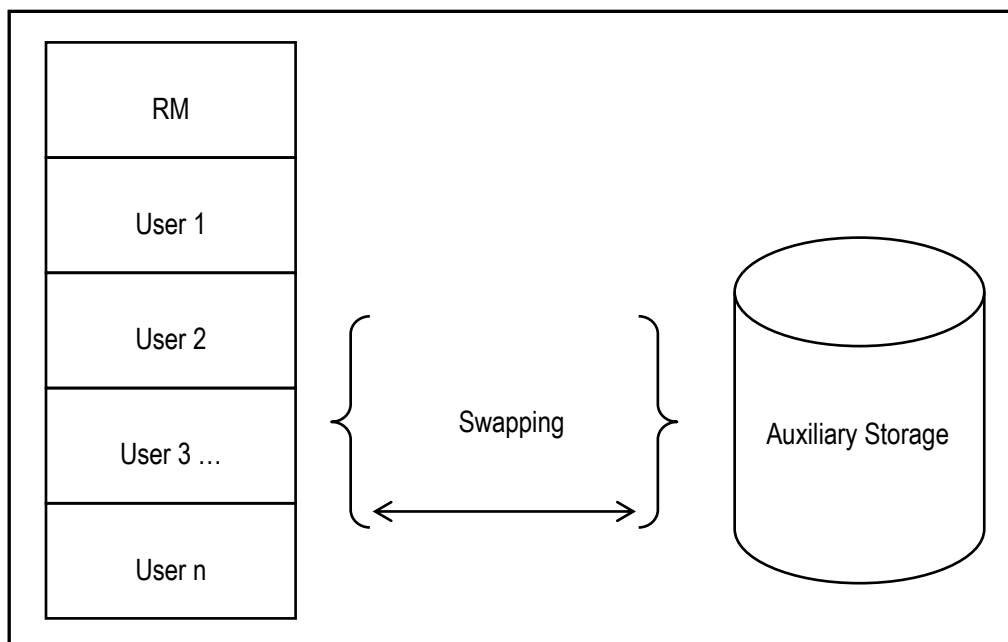 RM
User 1
User 2
User 3 …
User n
Swapping
Auxiliary Storage